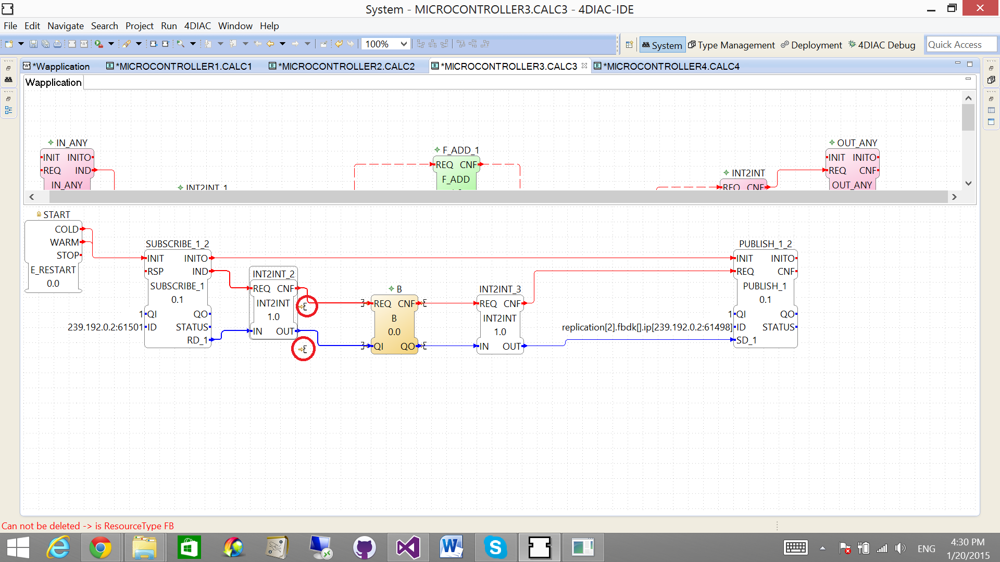 System - MICROCONTROLLER3.CALC3 - 4DIAC-IDE
File Edit Navigate Search Project Run 4DIAC Window Help
100% System Type Management Deployment 4DIAC Debug Quick Access
*Wapplication *MICROCONTROLLER1.CALC1 *MICROCONTROLLER2.CALC2 *MICROCONTROLLER3.CALC3 *MICROCONTROLLER4.CALC4
Wapplication
IN_ANY
INIT INITO
REQ IND
IN_ANY
INT2INT_1
F_ADD_1
REQ CNF
F_ADD
INT2INT
REQ CNF
OUT_ANY
INIT INITO
REQ CNF
OUT_ANY
START
COLD
WARM
STOP
E_RESTART
0.0
SUBSCRIBE_1_2
INIT INITO
RSP IND
SUBSCRIBE_1
0.1
1 QI QO
239.192.0.2:61501 ID STATUS
RD_1
INT2INT_2
REQ CNF
INT2INT
1.0
IN OUT
B
REQ CNF
B
0.0
QI QO
INT2INT_3
REQ CNF
INT2INT
1.0
IN OUT
PUBLISH_1_2
INIT INITO
REQ CNF
PUBLISH_1
0.1
1 QI QO
replication[2].fbdk[].ip[239.192.0.2:61498] ID STATUS
SD_1
Can not be deleted -> is ResourceType FB
ENG
4:30 PM
1/20/2015